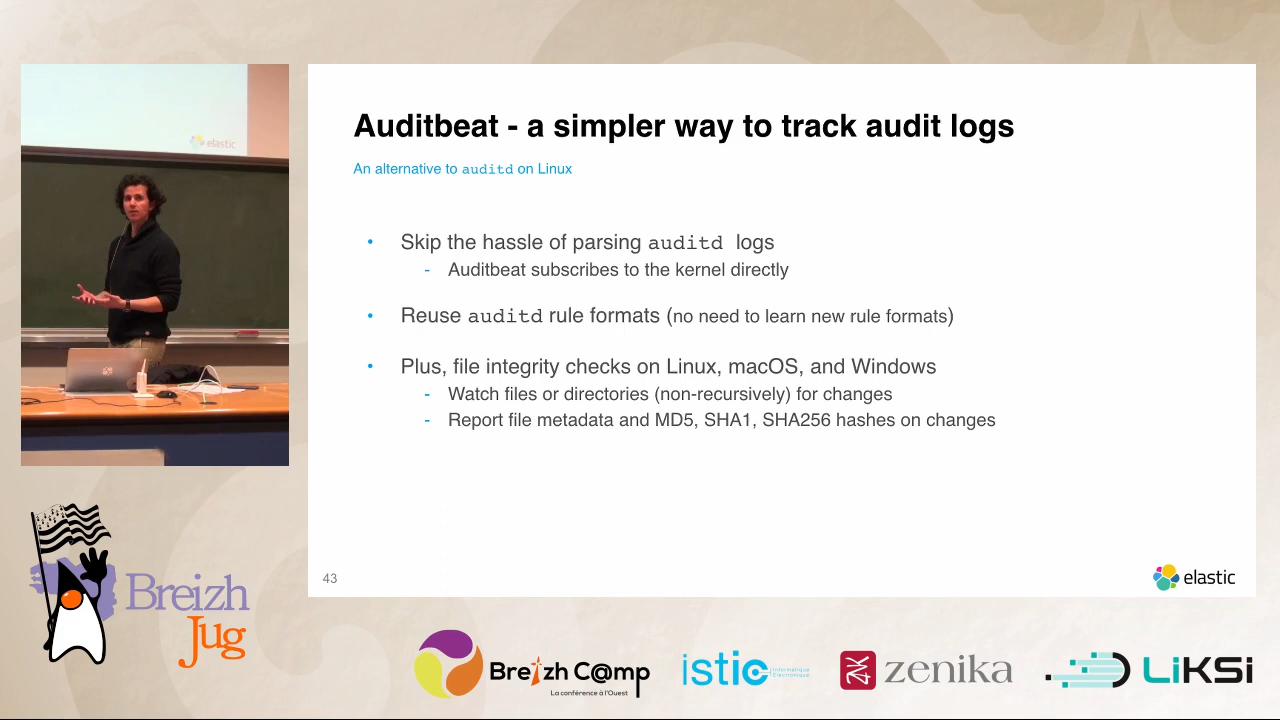 elastic
Auditbeat - a simpler way to track audit logs
An alternative to auditd on Linux
• Skip the hassle of parsing auditd logs
- Auditbeat subscribes to the kernel directly
• Reuse auditd rule formats (no need to learn new rule formats)
• Plus, file integrity checks on Linux, macOS, and Windows
- Watch files or directories (non-recursively) for changes
- Report file metadata and MD5, SHA1, SHA256 hashes on changes
43
elastic
Breizh
Jug
Breizh C@mp
La conférence à l'Ouest
istic
Informatique
Electronique
ZK
zenika
LiKSi